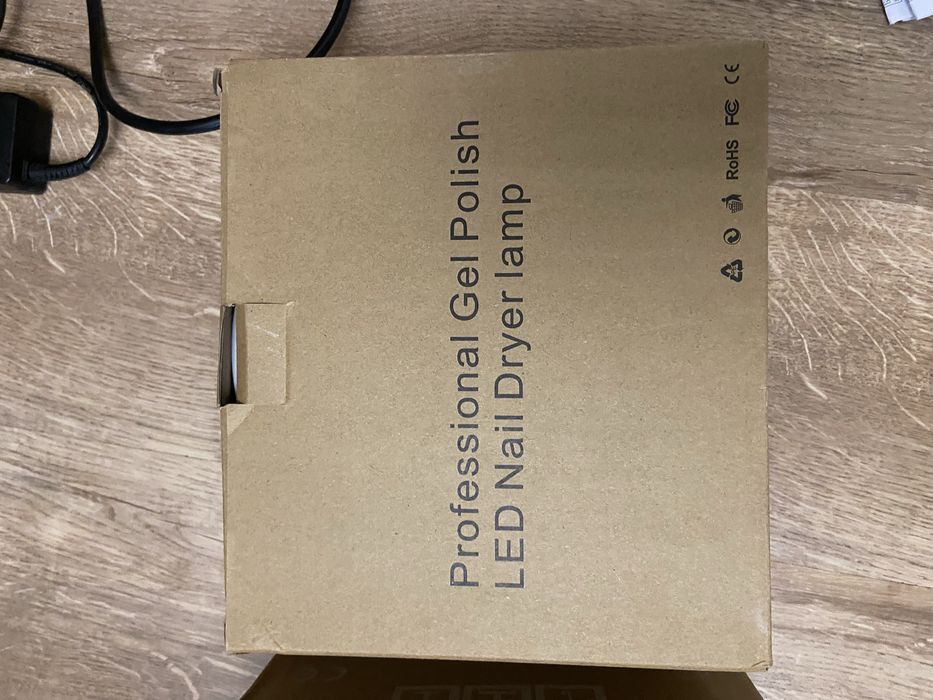 Professional Gel Polish
LED Nail Dryer lamp
RoHS FC CE